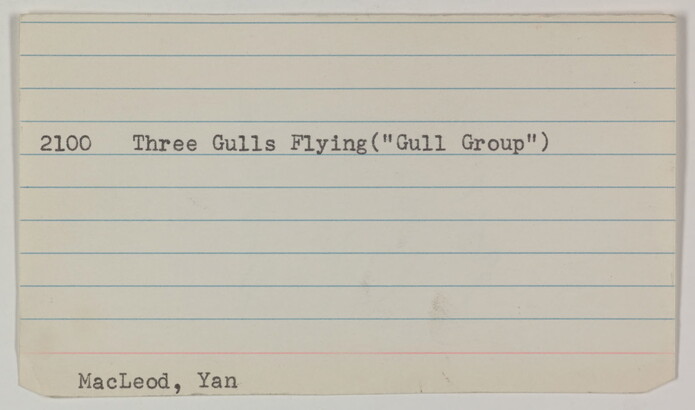 2100 Three Gulls Flying("Gull Group")
MacLeod, Yan